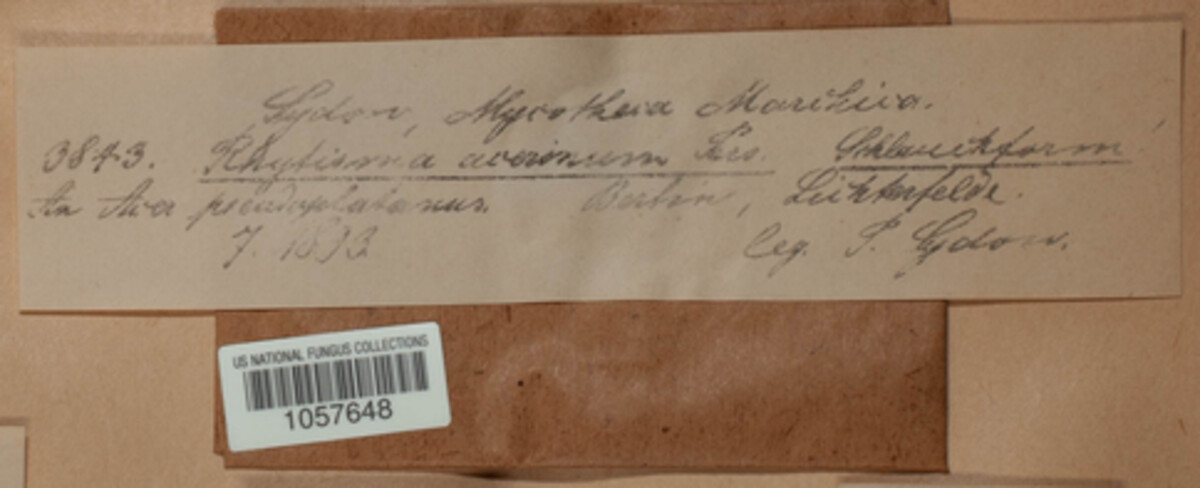 Sydow, Mycotheca Marchica.
3843. Rhytisma acerinum Pers. Schlauchform!
An Acer pseudoplatanus. Berlin, Lichterfelde.
7. 1893 leg. P. Sydow.
US NATIONAL FUNGUS COLLECTIONS
1057648